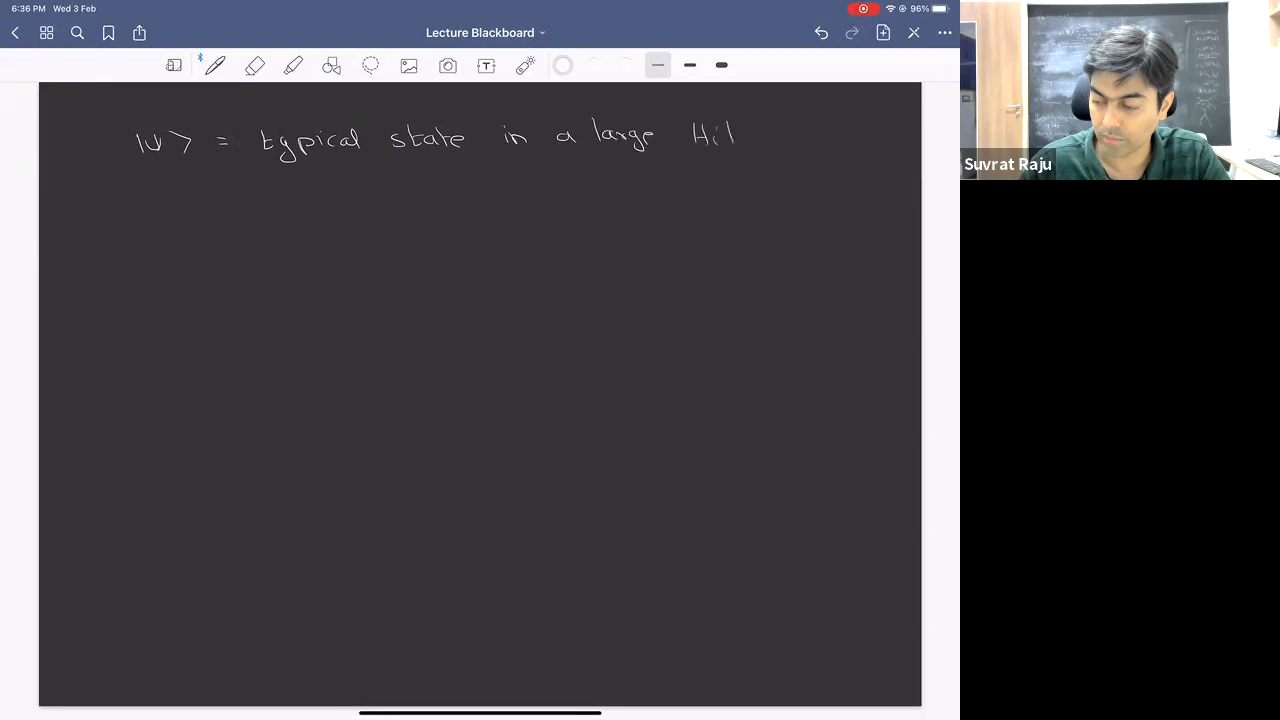 6:36 PM Wed 3 Feb
96%
Lecture Blackboard
|ψ> = typical state in a large Hil
Suvrat Raju